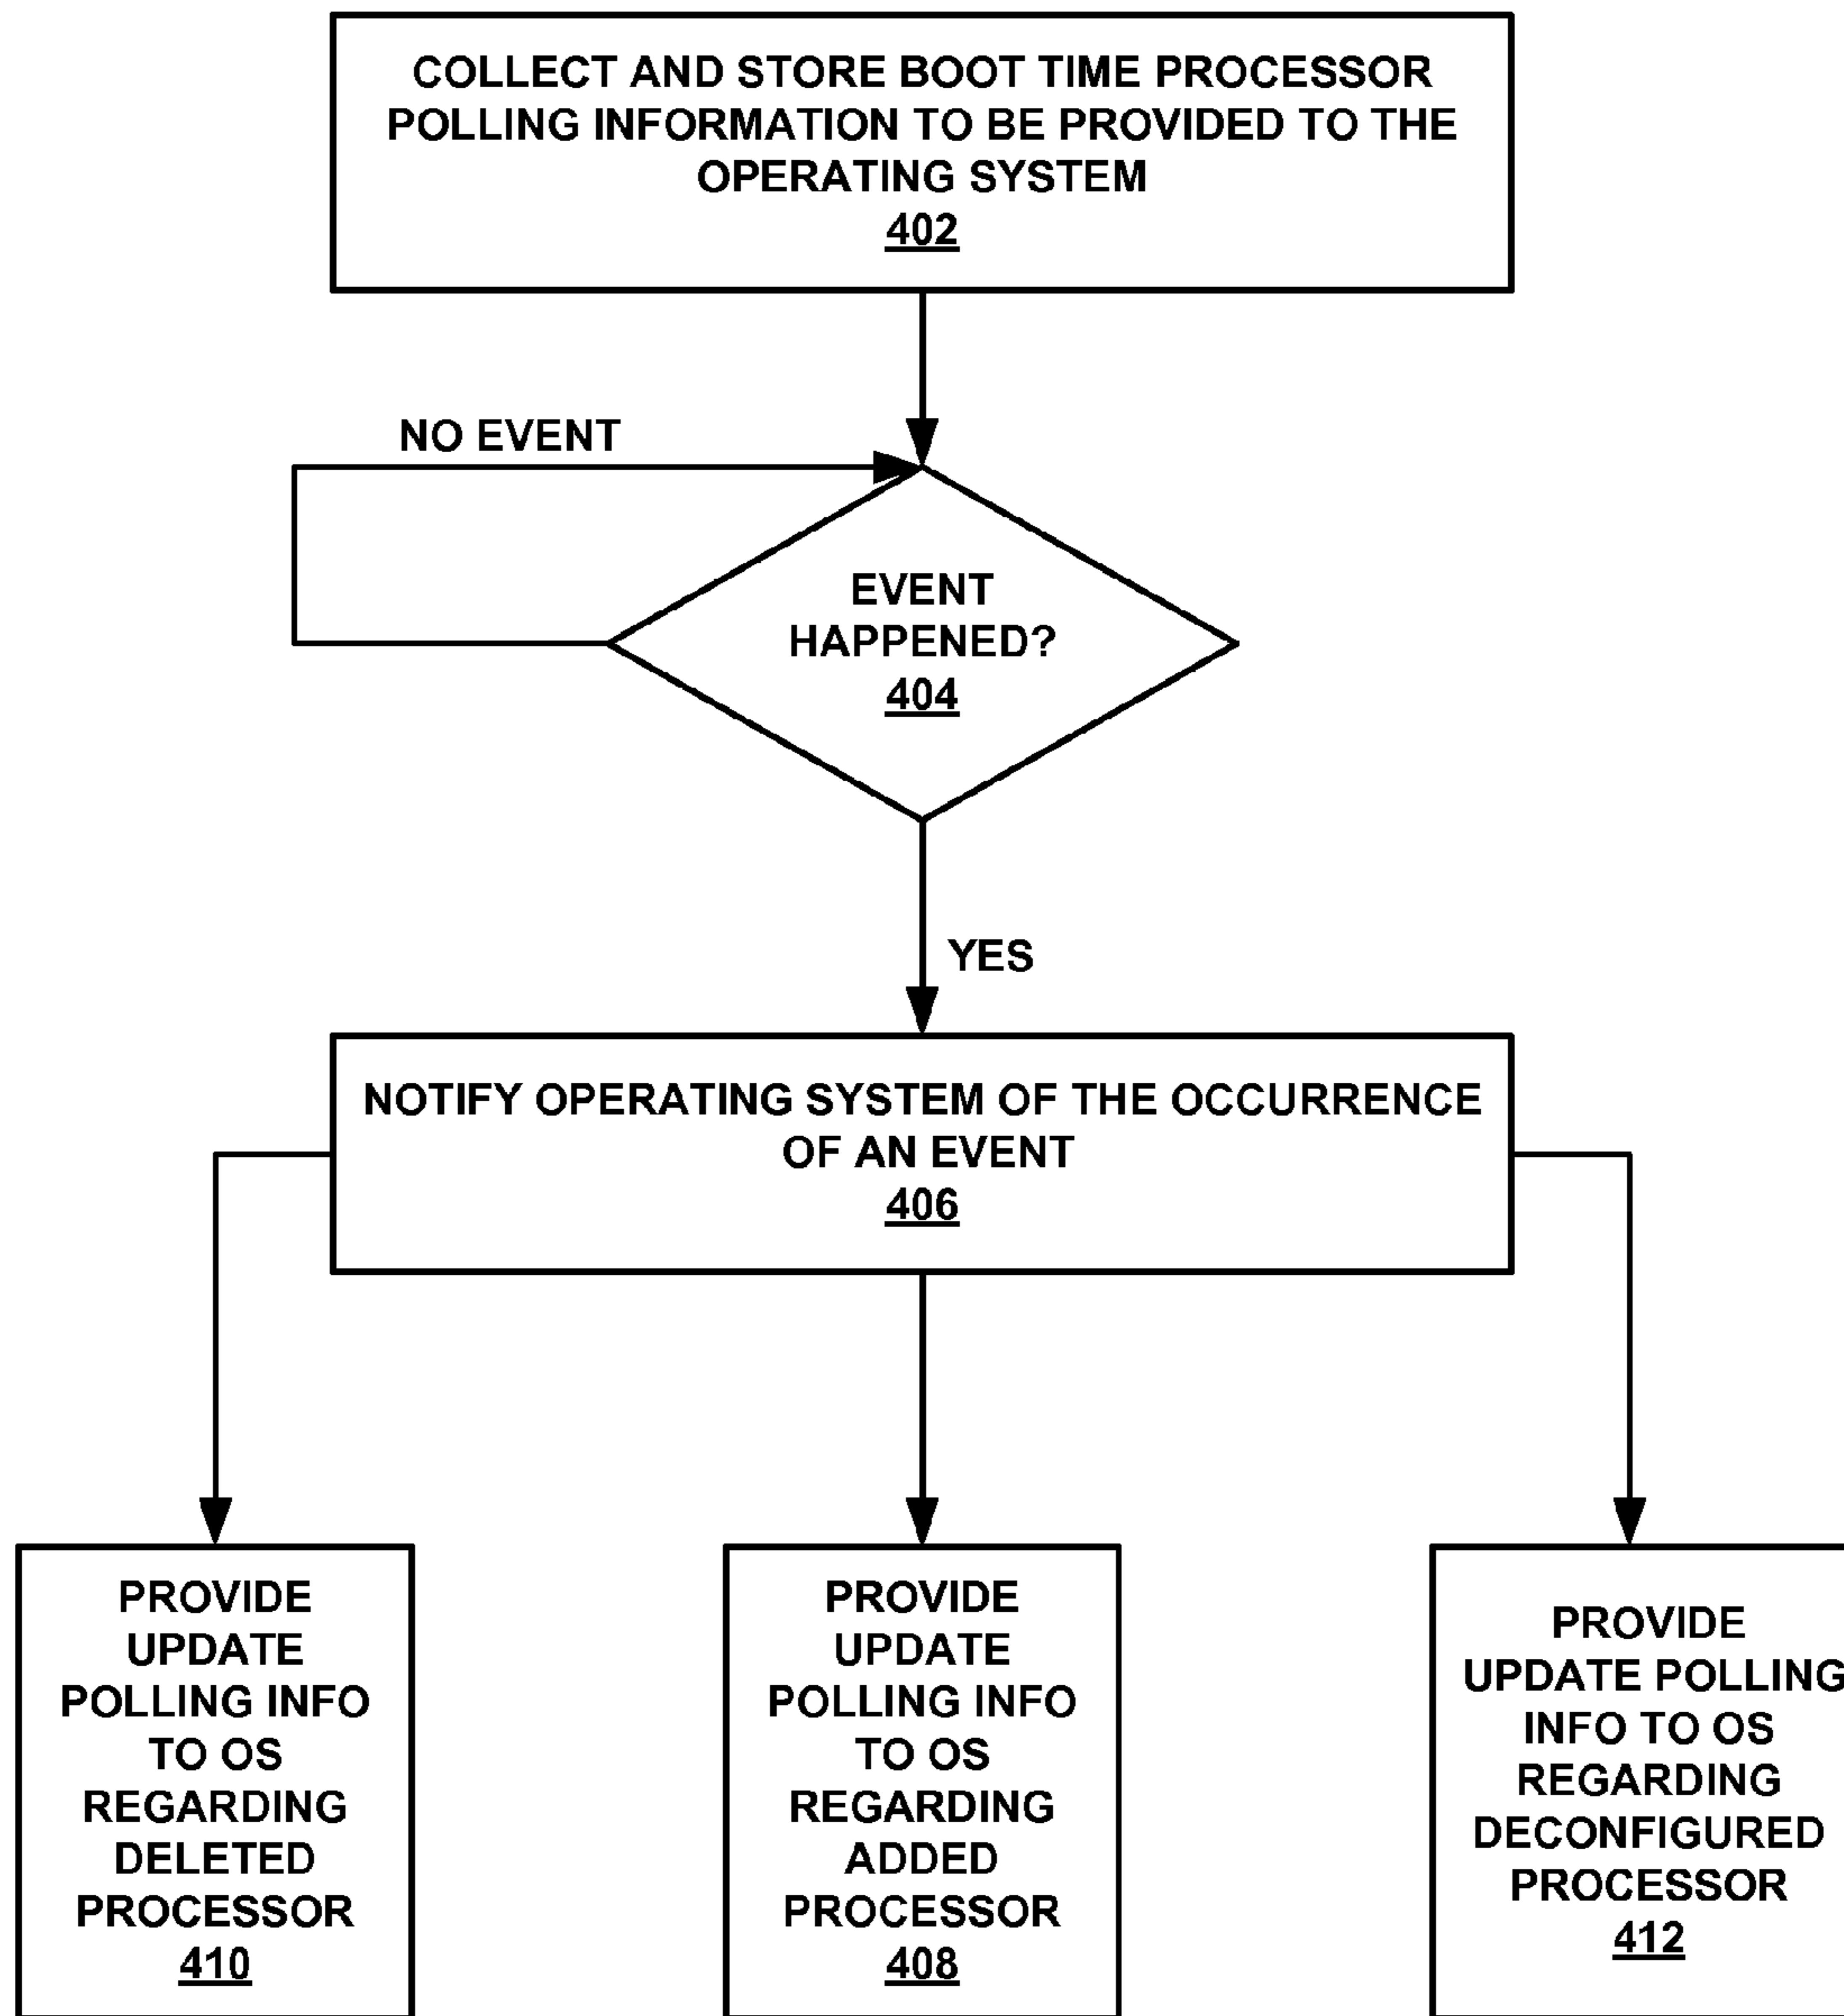 COLLECT AND STORE BOOT TIME PROCESSOR
POLLING INFORMATION TO BE PROVIDED TO THE
OPERATING SYSTEM
402
NO EVENT
EVENT
HAPPENED?
404
YES
NOTIFY OPERATING SYSTEM OF THE OCCURRENCE
OF AN EVENT
406
PROVIDE
UPDATE
POLLING INFO
TO OS
REGARDING
DELETED
PROCESSOR
410
PROVIDE
UPDATE
POLLING INFO
TO OS
REGARDING
ADDED
PROCESSOR
408
PROVIDE
UPDATE POLLING
INFO TO OS
REGARDING
DECONFIGURED
PROCESSOR
412